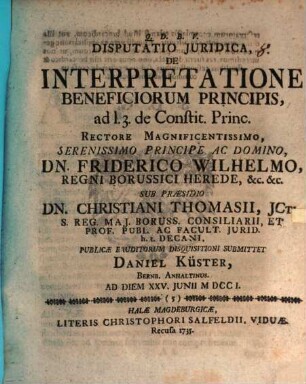 Q. D. B. V.
DISPUTATIO JURIDICA,
DE
INTERPRETATIONE
BENEFICIORUM PRINCIPIS,
ad l.3. de Constit. Princ.
RECTORE MAGNIFICENTISSIMO,
SERENISSIMO PRINCIPE AC DOMINO,
DN. FRIDERICO WILHELMO,
REGNI BORUSSICI HEREDE, &c. &c.
SUB PRÆSIDIO
DN. CHRISTIANI THOMASII, JCT
S. REG. MAJ. BORUSS. CONSILIARII, ET
PROF. PUBL. AC FACULT. JURID.
h. t. DECANI,
PUBLICÆ ERUDITORUM DISQUISITIONI SUBMITTET
DANIEL KÜSTER,
BERNB. ANHALTINUS.
AD DIEM XXV. JUNII M DCC I.
(5)
HALÆ MAGDEBURGICÆ,
LITERIS CHRISTOPHORI SALFELDII, VIDUÆ.
Recusa 1735.